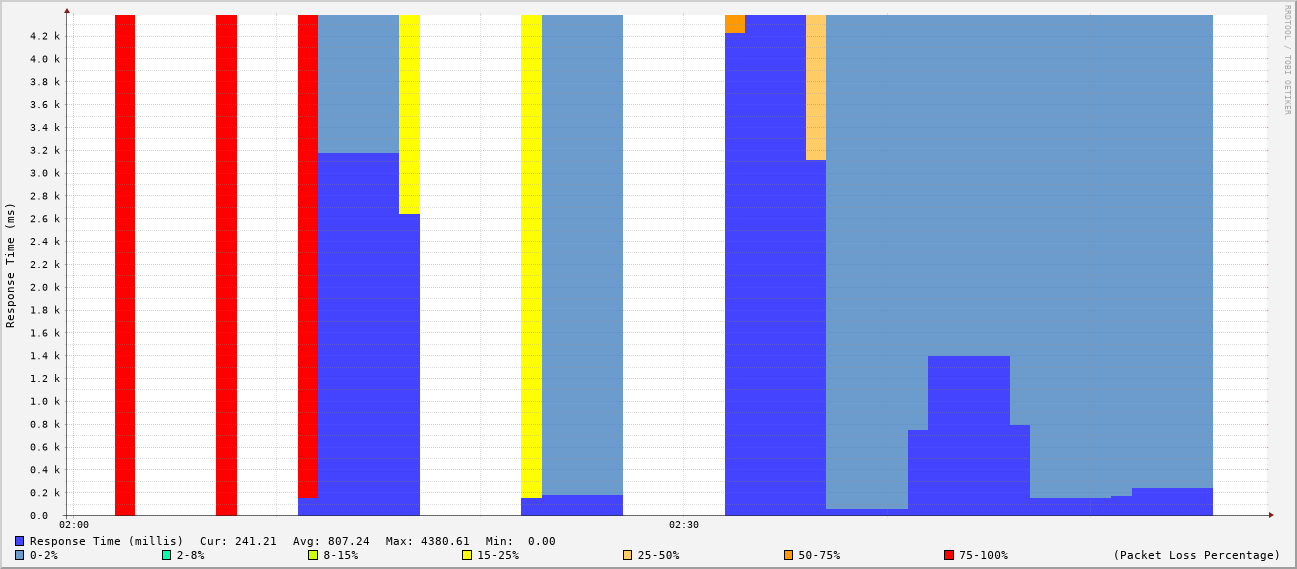 RRDTOOL / TOBI OETIKER
Response Time (ms)
4.2 k
4.0 k
3.8 k
3.6 k
3.4 k
3.2 k
3.0 k
2.8 k
2.6 k
2.4 k
2.2 k
2.0 k
1.8 k
1.6 k
1.4 k
1.2 k
1.0 k
0.8 k
0.6 k
0.4 k
0.2 k
0.0
02:00 02:30
Response Time (millis) Cur: 241.21 Avg: 807.24 Max: 4380.61 Min: 0.00
0-2% 2-8% 8-15% 15-25% 25-50% 50-75% 75-100% (Packet Loss Percentage)